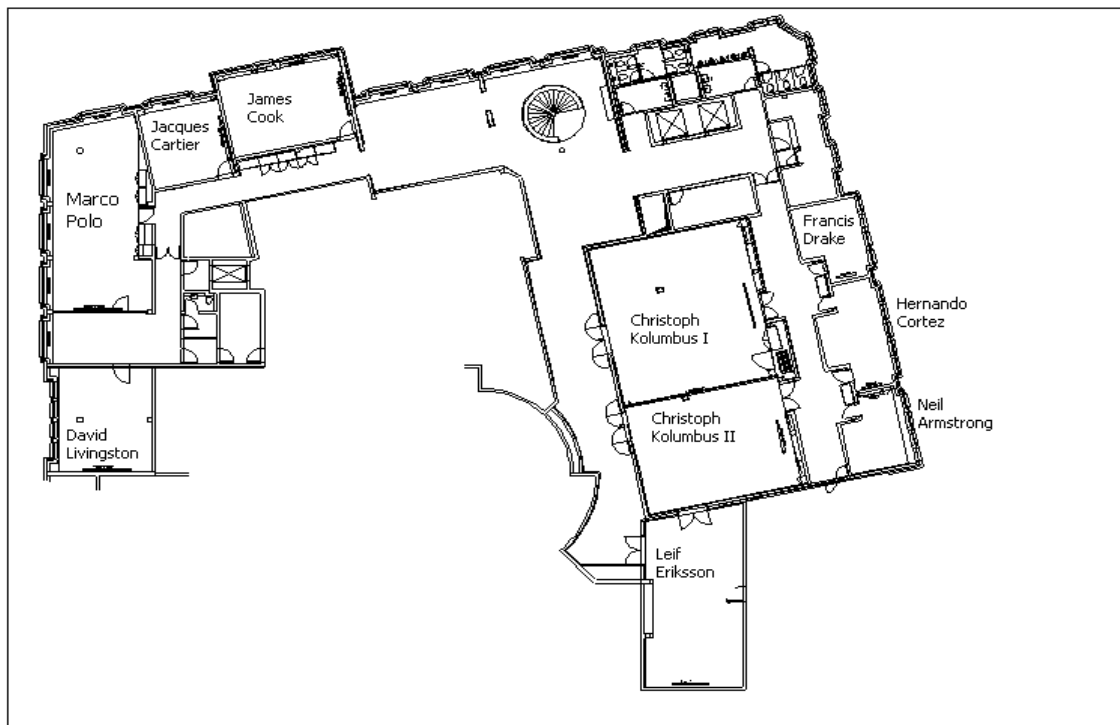 James
Cook
Jacques
Cartier
Marco
Polo
Francis
Drake
Hernando
Cortez
Christoph
Kolumbus I
Neil
Armstrong
Christoph
Kolumbus II
David
Livingston
Leif
Eriksson